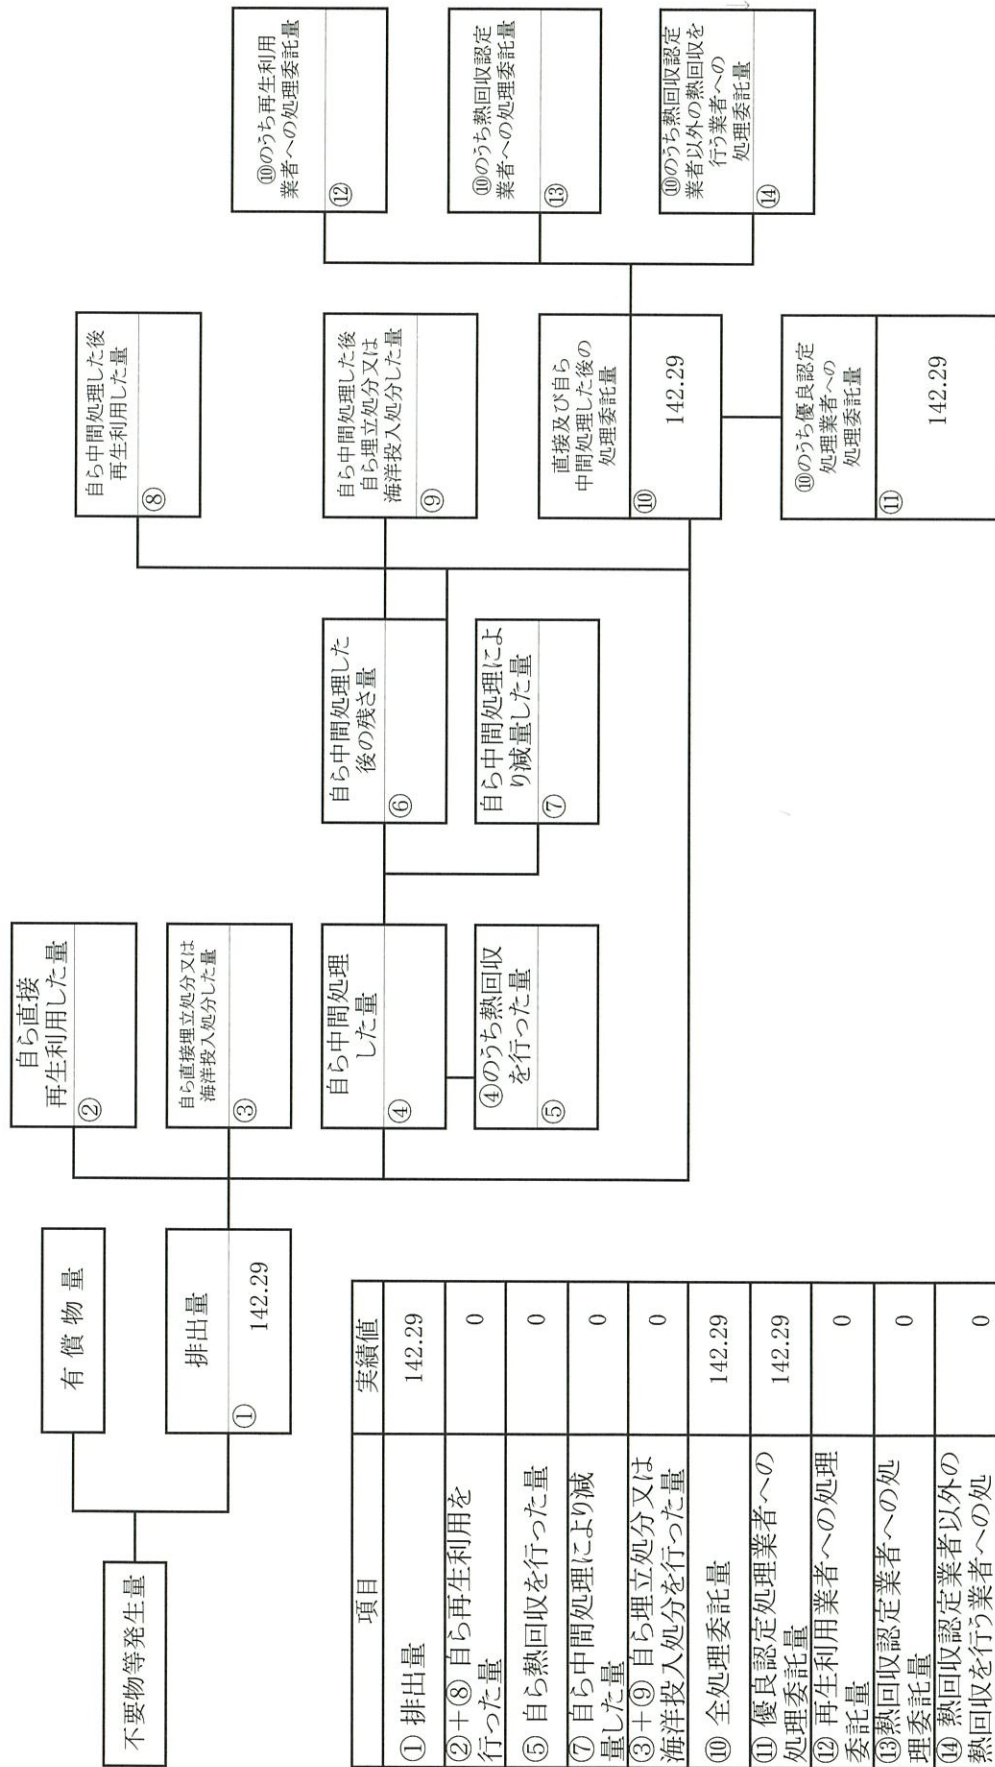 不要物等発生量
有償物量
排出量
①
142.29
自ら直接
再生利用した量
②
自ら直接埋立処分又は
海洋投入処分した量
③
自ら中間処理
した量
④
④のうち熱回収
を行った量
⑤
自ら中間処理した
後の残さ量
⑥
自ら中間処理によ
り減量した量
⑦
自ら中間処理した後
再生利用した量
⑧
自ら中間処理した後
自ら埋立処分又は
海洋投入処分した量
⑨
直接及び自ら
中間処理した後の
処理委託量
⑩
142.29
⑩のうち優良認定
処理業者への
処理委託量
⑪
142.29
⑩のうち再生利用
業者への処理委託量
⑫
⑩のうち熱回収認定
業者への処理委託量
⑬
⑩のうち熱回収認定
業者以外の熱回収を
行う業者への
処理委託量
⑭
項目 実績値
①排出量 142.29
②+⑧自ら再生利用を
行った量 0
⑤自ら熱回収を行った量 0
⑦自ら中間処理により減
量した量 0
③+⑨自ら埋立処分又は
海洋投入処分を行った量 0
⑩全処理委託量 142.29
⑪優良認定処理業者への
処理委託量 142.29
⑫再生利用業者への処理
委託量 0
⑬熱回収認定業者への処
理委託量 0
⑭熱回収認定業者以外の
熱回収を行う業者への処 0